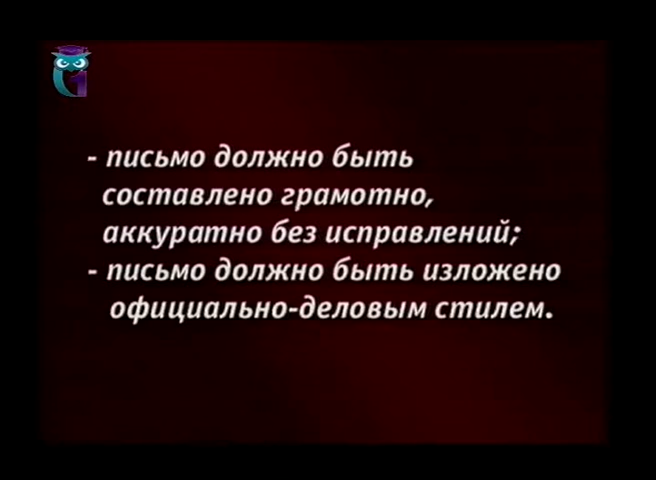 - письмо должно быть
составлено грамотно,
аккуратно без исправлений;
- письмо должно быть изложено
официально-деловым стилем.